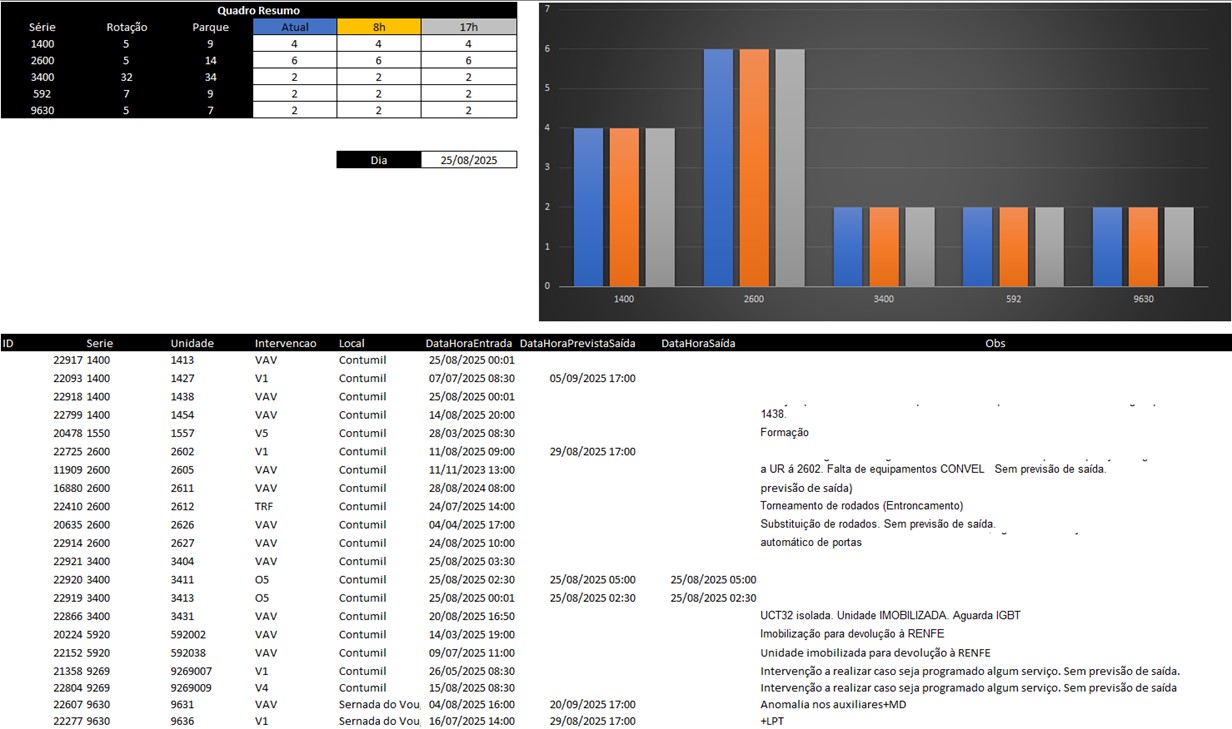 Quadro Resumo
Série Rotação Parque Atual 8h 17h
1400 5 9 4 4 4
2600 5 14 6 6 6
3400 32 34 2 2 2
592 7 9 2 2 2
9630 5 7 2 2 2
Dia 25/08/2025
7
6
5
4
3
2
1
0
1400 2600 3400 592 9630
ID Serie Unidade Intervencao Local DataHoraEntrada DataHoraPrevistaSaída DataHoraSaída Obs
22917 1400 1413 VAV Contumil 25/08/2025 00:01
22093 1400 1427 V1 Contumil 07/07/2025 08:30 05/09/2025 17:00
22918 1400 1438 VAV Contumil 25/08/2025 00:01
22799 1400 1454 VAV Contumil 14/08/2025 20:00 1438.
20478 1550 1557 V5 Contumil 28/03/2025 08:30 Formação
22725 2600 2602 V1 Contumil 11/08/2025 09:00 29/08/2025 17:00
11909 2600 2605 VAV Contumil 11/11/2023 13:00 a UR á 2602. Falta de equipamentos CONVEL Sem previsão de saída.
16880 2600 2611 VAV Contumil 28/08/2024 08:00 previsão de saída)
22410 2600 2612 TRF Contumil 24/07/2025 14:00 Torneamento de rodados (Entroncamento)
20635 2600 2626 VAV Contumil 04/04/2025 17:00 Substituição de rodados. Sem previsão de saída.
22914 2600 2627 VAV Contumil 24/08/2025 10:00 automático de portas
22921 3400 3404 VAV Contumil 25/08/2025 03:30
22920 3400 3411 O5 Contumil 25/08/2025 02:30 25/08/2025 05:00 25/08/2025 05:00
22919 3400 3413 O5 Contumil 25/08/2025 00:01 25/08/2025 02:30 25/08/2025 02:30
22866 3400 3431 VAV Contumil 20/08/2025 16:50 UCT32 isolada. Unidade IMOBILIZADA. Aguarda IGBT
20224 5920 592002 VAV Contumil 14/03/2025 19:00 Imobilização para devolução à RENFE
22152 5920 592038 VAV Contumil 09/07/2025 11:00 Unidade imobilizada para devolução à RENFE
21358 9269 9269007 V1 Contumil 26/05/2025 08:30 Intervenção a realizar caso seja programado algum serviço. Sem previsão de saída.
22804 9269 9269009 V4 Contumil 15/08/2025 08:30 Intervenção a realizar caso seja programado algum serviço. Sem previsão de saída
22607 9630 9631 VAV Sernada do Vou 04/08/2025 16:00 20/09/2025 17:00 Anomalia nos auxiliares+MD
22277 9630 9636 V1 Sernada do Vou 16/07/2025 14:00 29/08/2025 17:00 +LPT